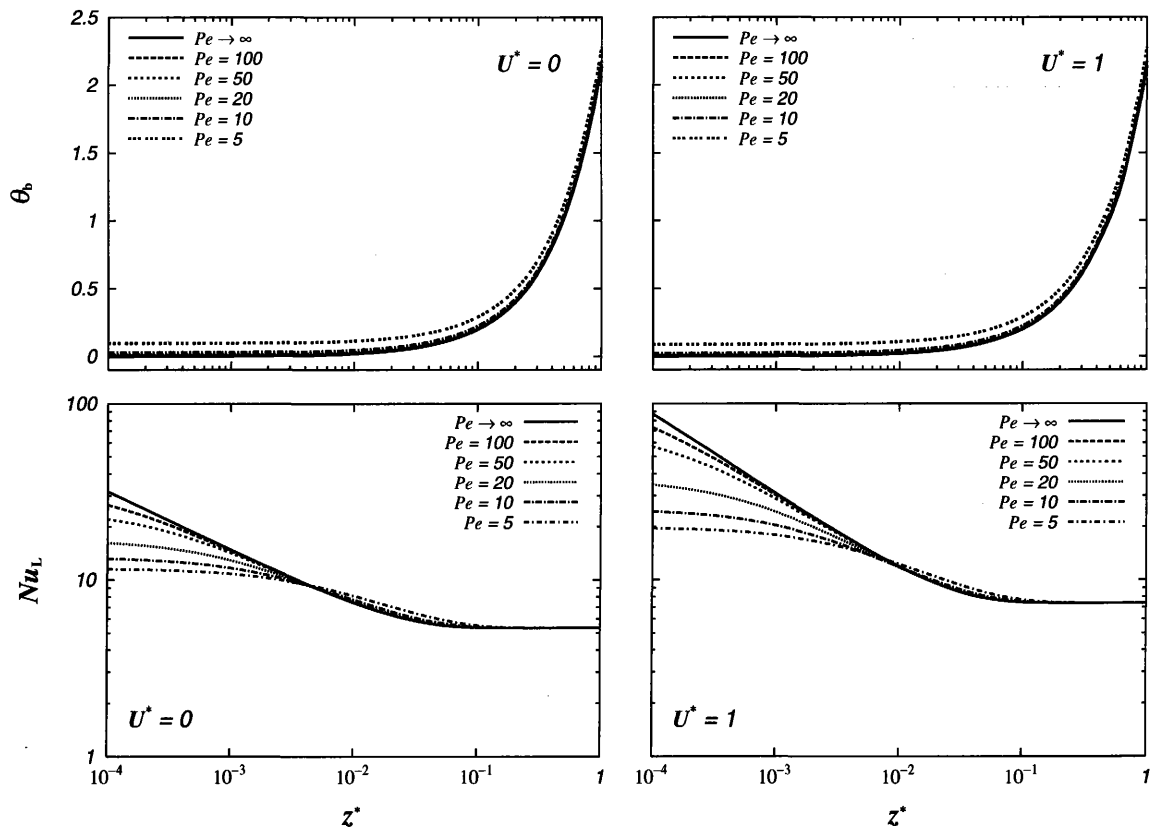 Pe → ∞
Pe = 100
Pe = 50
Pe = 20
Pe = 10
Pe = 5
U* = 0
2.5
2
1.5
1
0.5
0
θb
Pe → ∞
Pe = 100
Pe = 50
Pe = 20
Pe = 10
Pe = 5
U* = 1
100
10
1
NuL
Pe → ∞
Pe = 100
Pe = 50
Pe = 20
Pe = 10
Pe = 5
U* = 0
10⁻⁴ 10⁻³ 10⁻² 10⁻¹ 1
z*
Pe → ∞
Pe = 100
Pe = 50
Pe = 20
Pe = 10
Pe = 5
U* = 1
10⁻⁴ 10⁻³ 10⁻² 10⁻¹ 1
z*